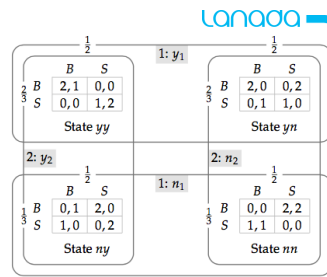 Lanada
1/2 1/2
1: y₁
B S B S
2/3 B 2, 1 0, 0 2/3 B 2, 0 0, 2
S 0, 0 1, 2 S 0, 1 1, 0
State yy State yn
2: y₂ 2: n₂
1/2 1/2
1: n₁
B S B S
1/3 B 0, 1 2, 0 1/3 B 0, 0 2, 2
S 1, 0 0, 2 S 1, 1 0, 0
State ny State nn